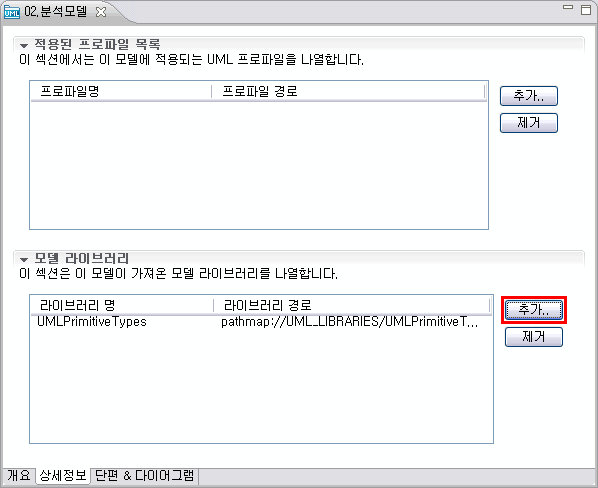 UML 02.분석모델
적용된 프로파일 목록
이 섹션에서는 이 모델에 적용되는 UML 프로파일을 나열합니다.
프로파일명 프로파일 경로
추가..
제거
모델 라이브러리
이 섹션은 이 모델이 가져온 모델 라이브러리를 나열합니다.
라이브러리 명 라이브러리 경로
UMLPrimitiveTypes pathmap://UML_LIBRARIES/UMLPrimitiveT...
추가..
제거
개요 상세정보 단편 & 다이어그램